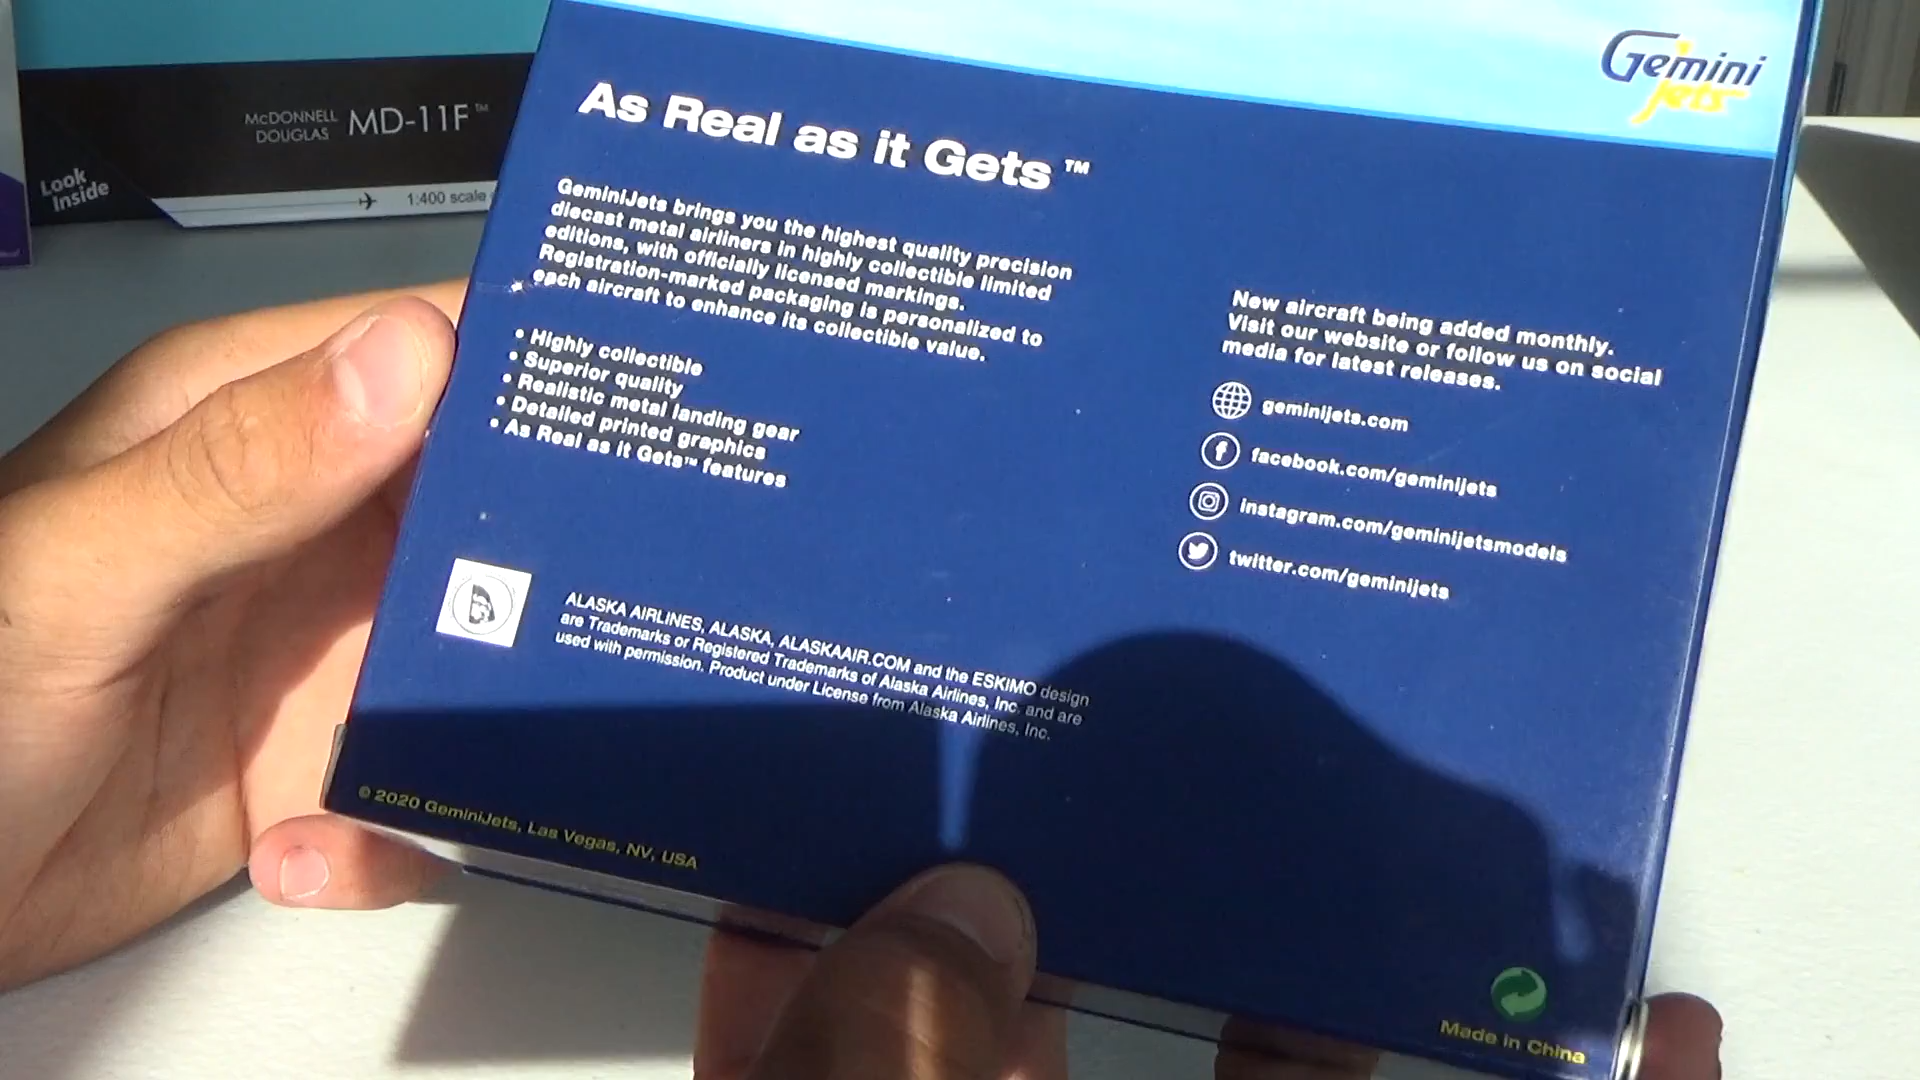 McDONNELL
DOUGLAS MD-11F™
Look
Inside
1:400 scale
Gemini
Jets
As Real as it Gets™
GeminiJets brings you the highest quality precision
diecast metal airliners in highly collectible limited
editions, with officially licensed markings.
Registration-marked packaging is personalized to
each aircraft to enhance its collectible value.
• Highly collectible
• Superior quality
• Realistic metal landing gear
• Detailed printed graphics
• As Real as it Gets™ features
New aircraft being added monthly.
Visit our website or follow us on social
media for latest releases.
geminijets.com
facebook.com/geminijets
instagram.com/geminijetsmodels
twitter.com/geminijets
ALASKA AIRLINES, ALASKA, ALASKAAIR.COM and the ESKIMO design
are Trademarks or Registered Trademarks of Alaska Airlines, Inc. and are
used with permission. Product under License from Alaska Airlines, Inc.
© 2020 GeminiJets, Las Vegas, NV, USA
Made in China